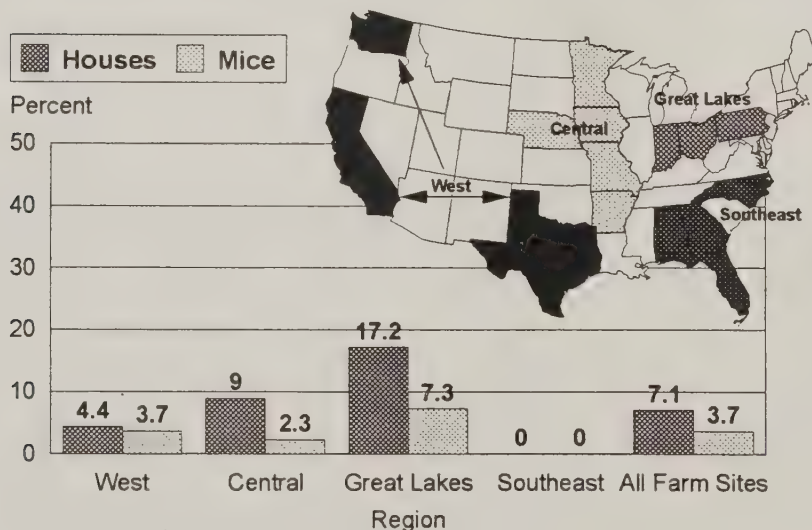 Houses Mice
Percent
50
40
30
20
10
0
Great Lakes
Central
West
Southeast
4.4 3.7
9 2.3
17.2 7.3
0 0
7.1 3.7
West Central Great Lakes Southeast All Farm Sites
Region